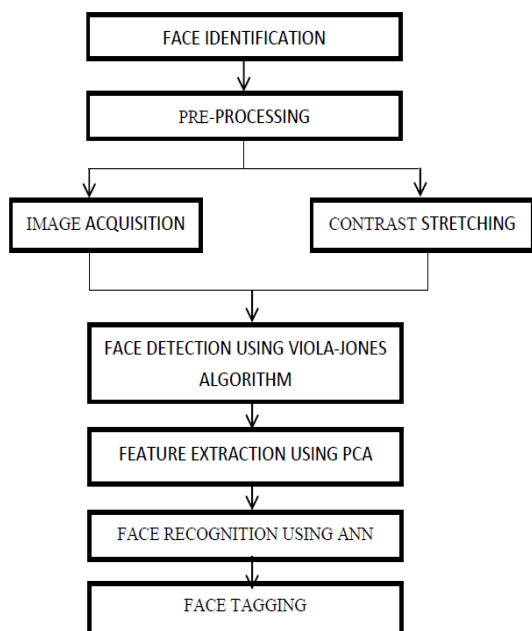 FACE IDENTIFICATION
PRE-PROCESSING
IMAGE ACQUISITION
CONTRAST STRETCHING
FACE DETECTION USING VIOLA-JONES
ALGORITHM
FEATURE EXTRACTION USING PCA
FACE RECOGNITION USING ANN
FACE TAGGING